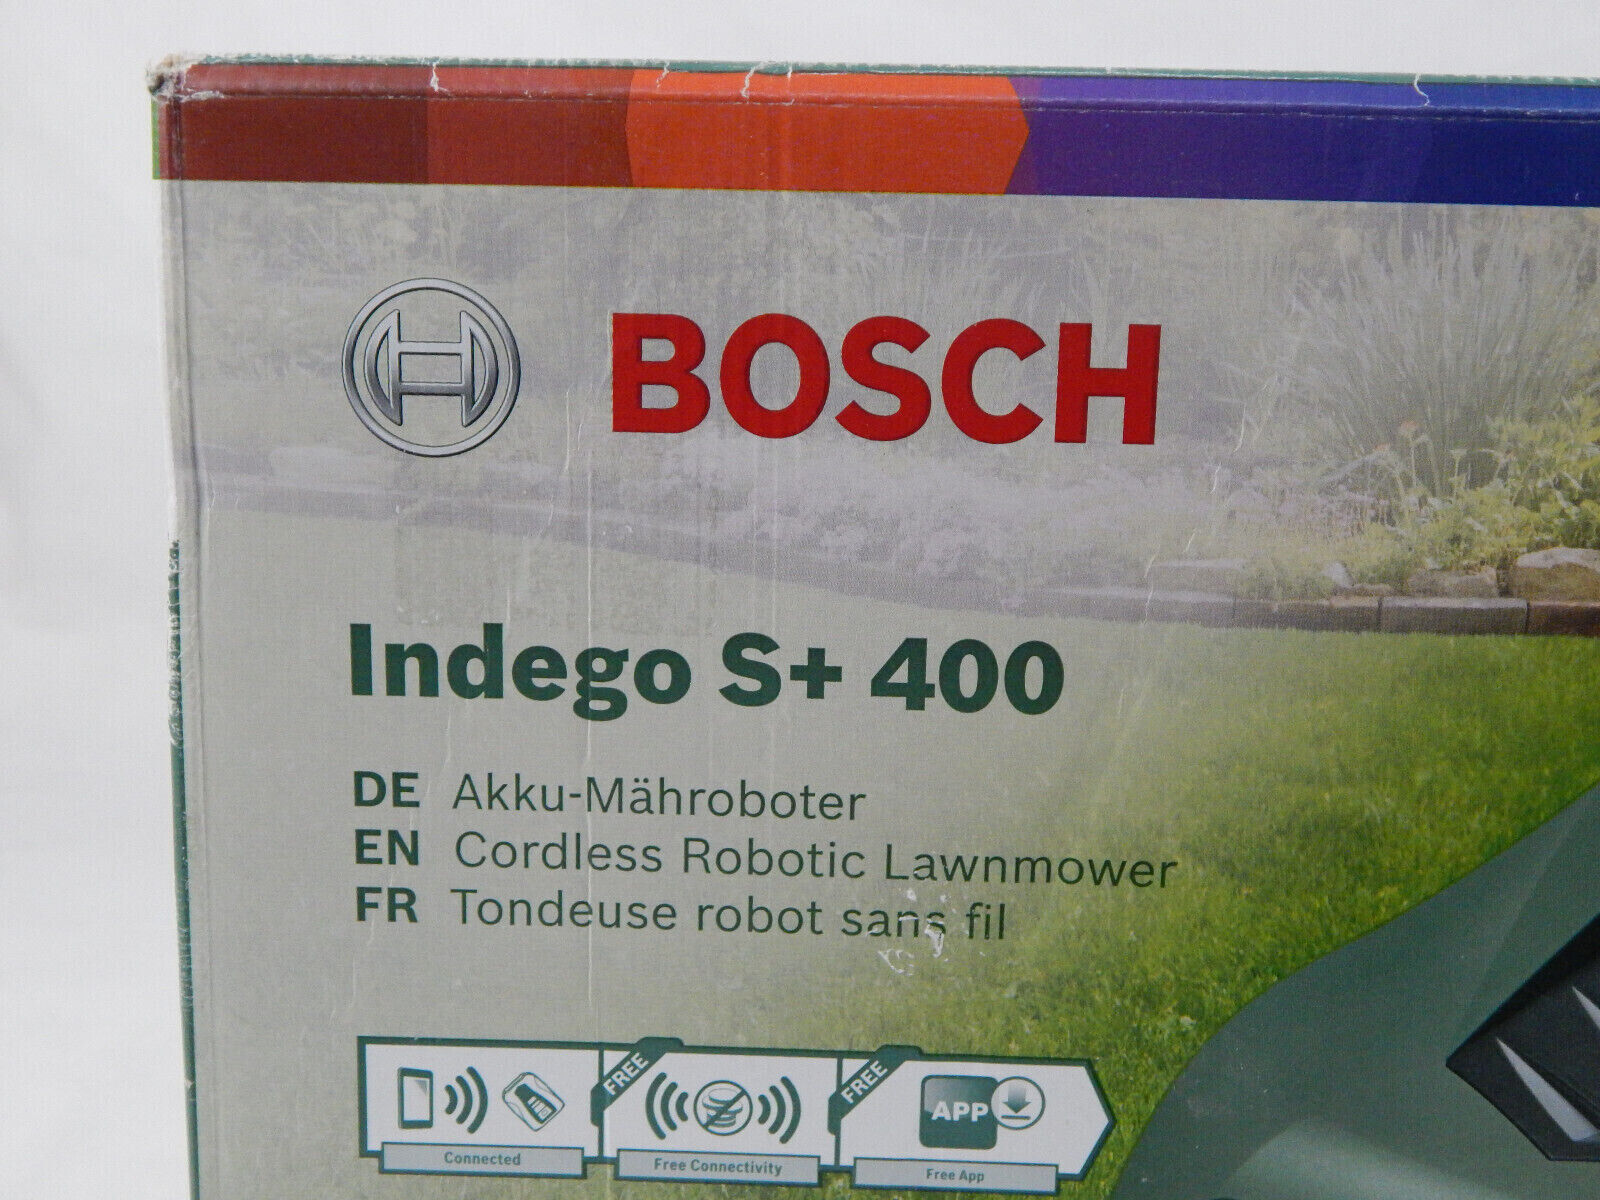 BOSCH
Indego S+ 400
DE Akku-Mähroboter
EN Cordless Robotic Lawnmower
FR Tondeuse robot sans fil
FREE
FREE
APP
Connected
Free Connectivity
Free App